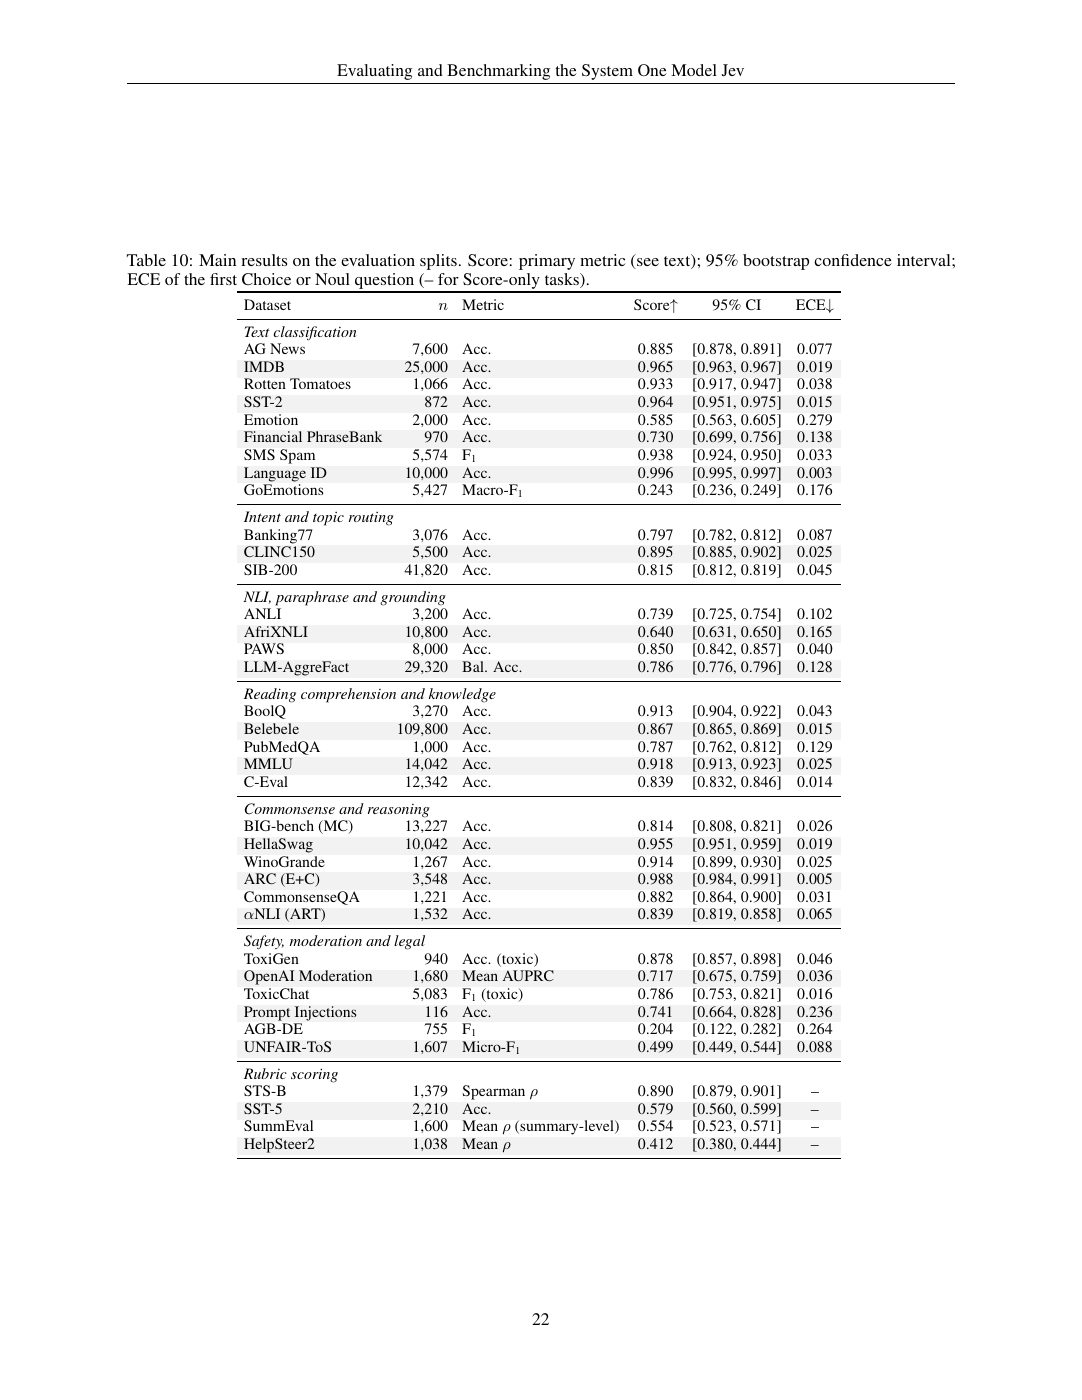 Evaluating and Benchmarking the System One Model Jev
Table 10: Main results on the evaluation splits. Score: primary metric (see text); 95% bootstrap confidence interval;
ECE of the first Choice or Noul question (– for Score-only tasks).
Dataset n Metric Score↑ 95% CI ECE↓
Text classification
AG News 7,600 Acc. 0.885 [0.878, 0.891] 0.077
IMDB 25,000 Acc. 0.965 [0.963, 0.967] 0.019
Rotten Tomatoes 1,066 Acc. 0.933 [0.917, 0.947] 0.038
SST-2 872 Acc. 0.964 [0.951, 0.975] 0.015
Emotion 2,000 Acc. 0.585 [0.563, 0.605] 0.279
Financial PhraseBank 970 Acc. 0.730 [0.699, 0.756] 0.138
SMS Spam 5,574 F₁ 0.938 [0.924, 0.950] 0.033
Language ID 10,000 Acc. 0.996 [0.995, 0.997] 0.003
GoEmotions 5,427 Macro-F₁ 0.243 [0.236, 0.249] 0.176
Intent and topic routing
Banking77 3,076 Acc. 0.797 [0.782, 0.812] 0.087
CLINC150 5,500 Acc. 0.895 [0.885, 0.902] 0.025
SIB-200 41,820 Acc. 0.815 [0.812, 0.819] 0.045
NLI, paraphrase and grounding
ANLI 3,200 Acc. 0.739 [0.725, 0.754] 0.102
AfriXNLI 10,800 Acc. 0.640 [0.631, 0.650] 0.165
PAWS 8,000 Acc. 0.850 [0.842, 0.857] 0.040
LLM-AggreFact 29,320 Bal. Acc. 0.786 [0.776, 0.796] 0.128
Reading comprehension and knowledge
BoolQ 3,270 Acc. 0.913 [0.904, 0.922] 0.043
Belebele 109,800 Acc. 0.867 [0.865, 0.869] 0.015
PubMedQA 1,000 Acc. 0.787 [0.762, 0.812] 0.129
MMLU 14,042 Acc. 0.918 [0.913, 0.923] 0.025
C-Eval 12,342 Acc. 0.839 [0.832, 0.846] 0.014
Commonsense and reasoning
BIG-bench (MC) 13,227 Acc. 0.814 [0.808, 0.821] 0.026
HellaSwag 10,042 Acc. 0.955 [0.951, 0.959] 0.019
WinoGrande 1,267 Acc. 0.914 [0.899, 0.930] 0.025
ARC (E+C) 3,548 Acc. 0.988 [0.984, 0.991] 0.005
CommonsenseQA 1,221 Acc. 0.882 [0.864, 0.900] 0.031
αNLI (ART) 1,532 Acc. 0.839 [0.819, 0.858] 0.065
Safety, moderation and legal
ToxiGen 940 Acc. (toxic) 0.878 [0.857, 0.898] 0.046
OpenAI Moderation 1,680 Mean AUPRC 0.717 [0.675, 0.759] 0.036
ToxicChat 5,083 F₁ (toxic) 0.786 [0.753, 0.821] 0.016
Prompt Injections 116 Acc. 0.741 [0.664, 0.828] 0.236
AGB-DE 755 F₁ 0.204 [0.122, 0.282] 0.264
UNFAIR-ToS 1,607 Micro-F₁ 0.499 [0.449, 0.544] 0.088
Rubric scoring
STS-B 1,379 Spearman ρ 0.890 [0.879, 0.901] –
SST-5 2,210 Acc. 0.579 [0.560, 0.599] –
SummEval 1,600 Mean ρ (summary-level) 0.554 [0.523, 0.571] –
HelpSteer2 1,038 Mean ρ 0.412 [0.380, 0.444] –
22